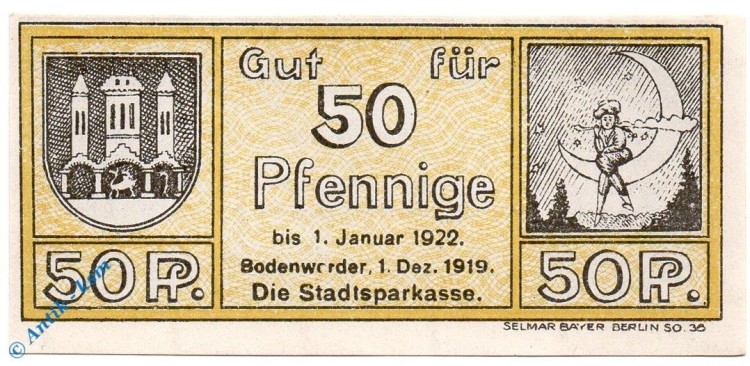 Gut für
50
Pfennige
bis 1. Januar 1922.
Bodenwerder, 1. Dez. 1919.
Die Stadtsparkasse.
50 Pf.
50 Pf.
SELMAR BAYER BERLIN SO. 36
© Antik-Lam